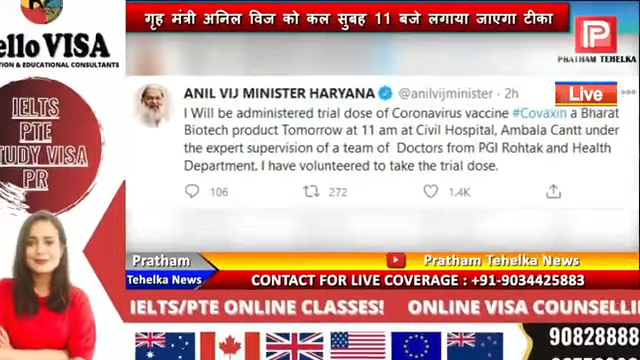 गृह मंत्री अनिल विज को कल सुबह 11 बजे लगाया जाएगा टीका
P
PRATHAM TEHELKA
Live
ello VISA
TION & EDUCATIONAL CONSULTANTS
IELTS
PTE
TUDY VISA
PR
ANIL VIJ MINISTER HARYANA @anilvijminister · 2h
I Will be administered trial dose of Coronavirus vaccine #Covaxin a Bharat
Biotech product Tomorrow at 11 am at Civil Hospital, Ambala Cantt under
the expert supervision of a team of Doctors from PGI Rohtak and Health
Department. I have volunteered to take the trial dose.
106 272 1.4K
Pratham
Tehelka News
Pratham Tehelka News
CONTACT FOR LIVE COVERAGE : +91-9034425883
IELTS/PTE ONLINE CLASSES! ONLINE VISA COUNSELLI
90828888